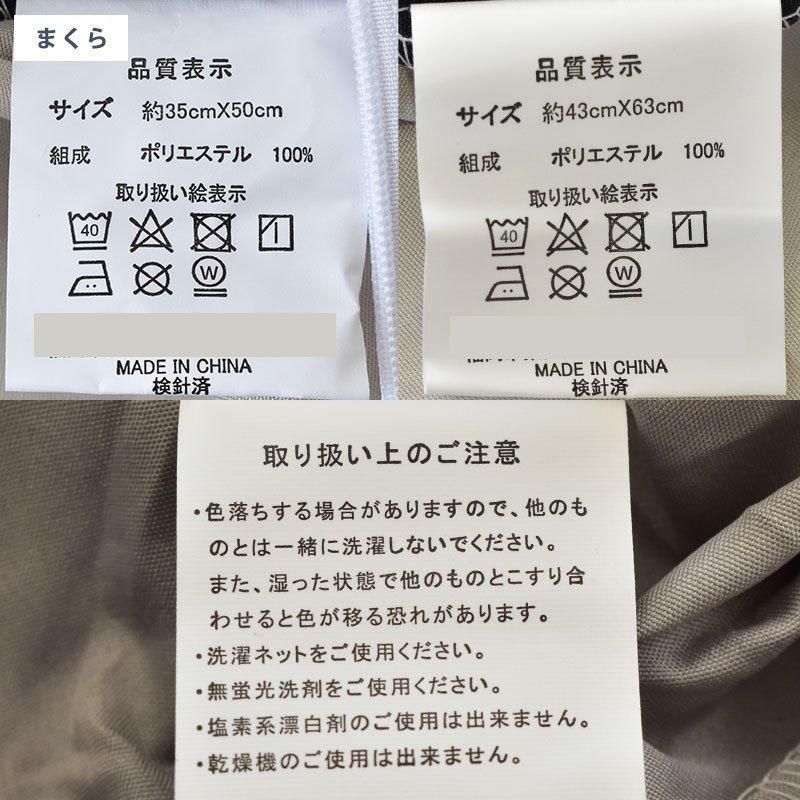 まくら
品質表示
サイズ 約35cmX50cm
組成 ポリエステル 100%
取り扱い絵表示
40
W
MADE IN CHINA
検針済
品質表示
サイズ 約43cmX63cm
組成 ポリエステル 100%
取り扱い絵表示
40
W
MADE IN CHINA
検針済
取り扱い上のご注意
・色落ちする場合がありますので、他のも
のとは一緒に洗濯しないでください。
また、湿った状態で他のものとこすり合
わせると色が移る恐れがあります。
・洗濯ネットをご使用ください。
・無蛍光洗剤をご使用ください。
・塩素系漂白剤のご使用は出来ません。
・乾燥機のご使用は出来ません。